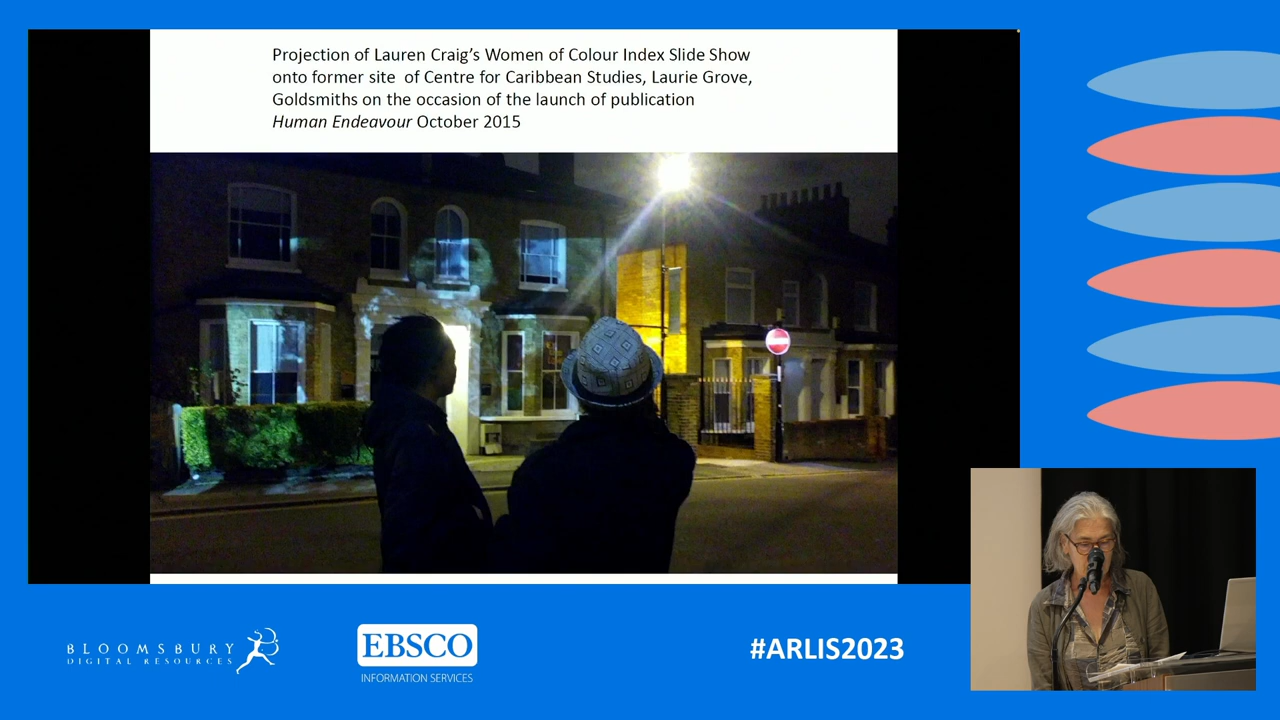 Projection of Lauren Craig's Women of Colour Index Slide Show
onto former site of Centre for Caribbean Studies, Laurie Grove,
Goldsmiths on the occasion of the launch of publication
Human Endeavour October 2015
BLOOMSBURY
DIGITAL RESOURCES
EBSCO
INFORMATION SERVICES
#ARLIS2023